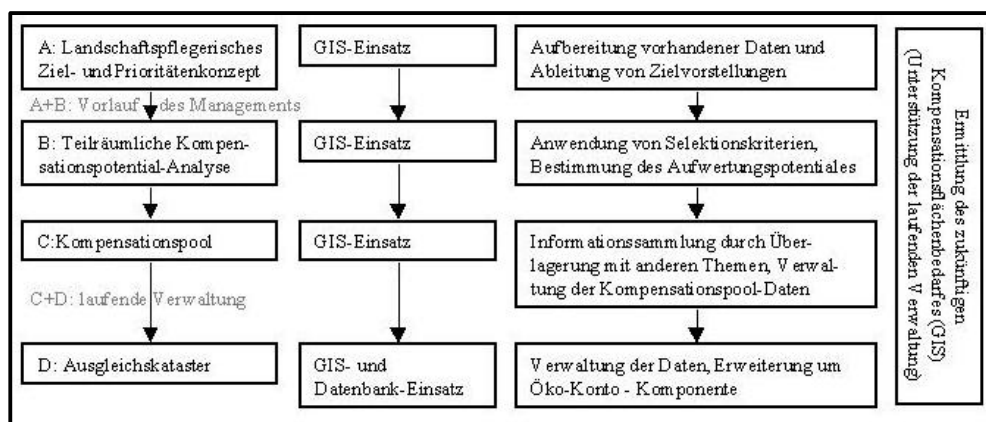 A: Landschaftspflegerisches
Ziel- und Prioritätenkonzept
GIS-Einsatz
Aufbereitung vorhandener Daten und
Ableitung von Zielvorstellungen
A+B: Vorlauf des Managements
B: Teilräumliche Kompen-
sationspotential-Analyse
GIS-Einsatz
Anwendung von Selektionskriterien,
Bestimmung des Aufwertungspotentiales
C:Kompensationspool
GIS-Einsatz
Informationssammlung durch Über-
lagerung mit anderen Themen, Verwal-
tung der Kompensationspool-Daten
C+D: laufende Verwaltung
D: Ausgleichskataster
GIS- und
Datenbank-Einsatz
Verwaltung der Daten, Erweiterung um
Öko-Konto - Komponente
Ermittlung des zukünftigen
Kompensationsflächenbedarfes (GIS)
(Unterstützung der laufenden Verwaltung)